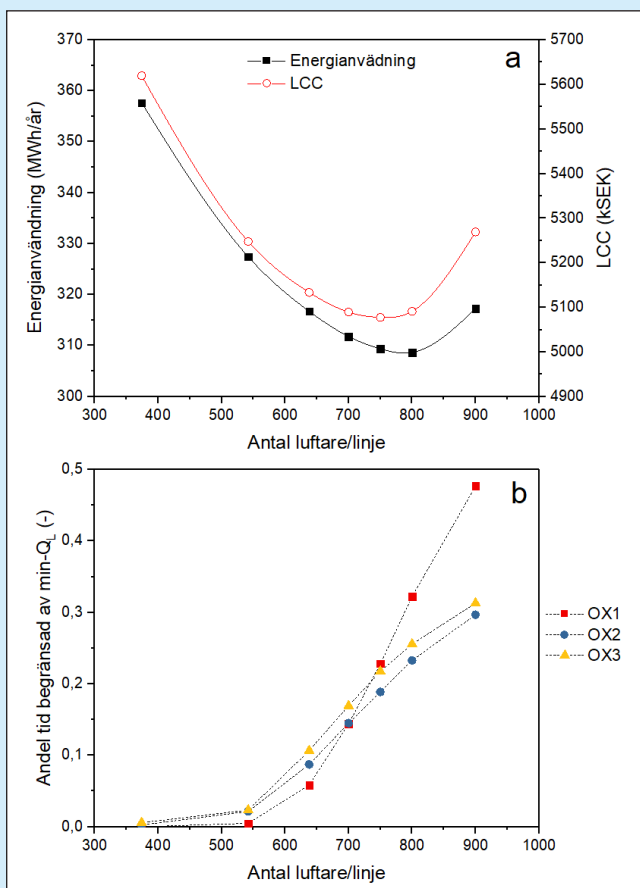 a
Energianvädning
LCC
Energianvändning (MWh/år)
370
360
350
340
330
320
310
300
LCC (kSEK)
5700
5600
5500
5400
5300
5200
5100
5000
4900
300 400 500 600 700 800 900 1000
Antal luftare/linje
b
Andel tid begränsad av min-Q_L (-)
0,5
0,4
0,3
0,2
0,1
0,0
300 400 500 600 700 800 900 1000
Antal luftare/linje
OX1
OX2
OX3